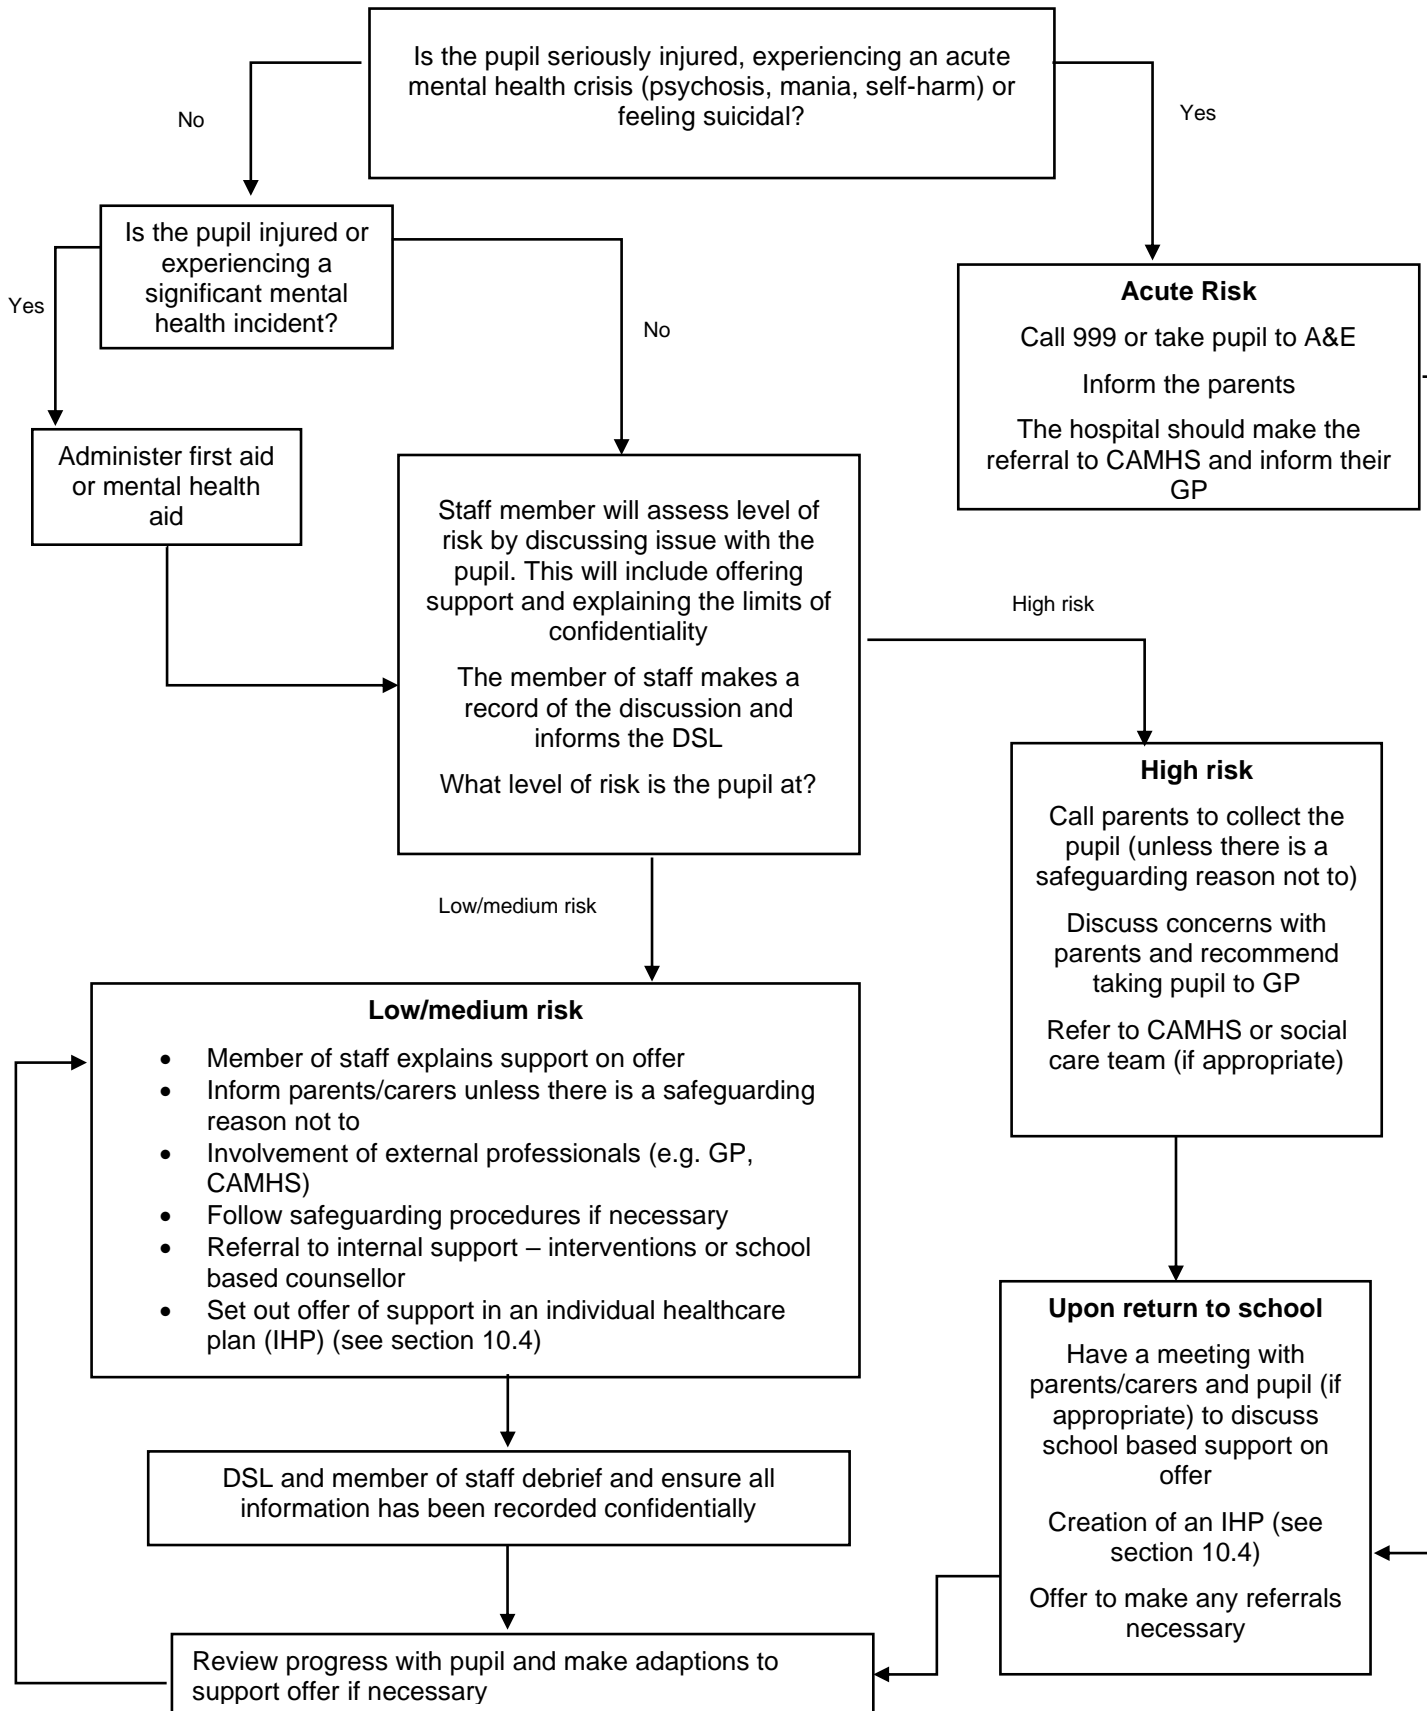 Is the pupil seriously injured, experiencing an acute
mental health crisis (psychosis, mania, self-harm) or
feeling suicidal?
No
Yes
Is the pupil injured or
experiencing a
significant mental
health incident?
Yes
No
Acute Risk
Call 999 or take pupil to A&E
Inform the parents
The hospital should make the
referral to CAMHS and inform their
GP
Administer first aid
or mental health
aid
Staff member will assess level of
risk by discussing issue with the
pupil. This will include offering
support and explaining the limits of
confidentiality
The member of staff makes a
record of the discussion and
informs the DSL
What level of risk is the pupil at?
High risk
Low/medium risk
High risk
Call parents to collect the
pupil (unless there is a
safeguarding reason not to)
Discuss concerns with
parents and recommend
taking pupil to GP
Refer to CAMHS or social
care team (if appropriate)
Low/medium risk
• Member of staff explains support on offer
• Inform parents/carers unless there is a safeguarding
reason not to
• Involvement of external professionals (e.g. GP,
CAMHS)
• Follow safeguarding procedures if necessary
• Referral to internal support – interventions or school
based counsellor
• Set out offer of support in an individual healthcare
plan (IHP) (see section 10.4)
Upon return to school
Have a meeting with
parents/carers and pupil (if
appropriate) to discuss
school based support on
offer
Creation of an IHP (see
section 10.4)
Offer to make any referrals
necessary
DSL and member of staff debrief and ensure all
information has been recorded confidentially
Review progress with pupil and make adaptions to
support offer if necessary